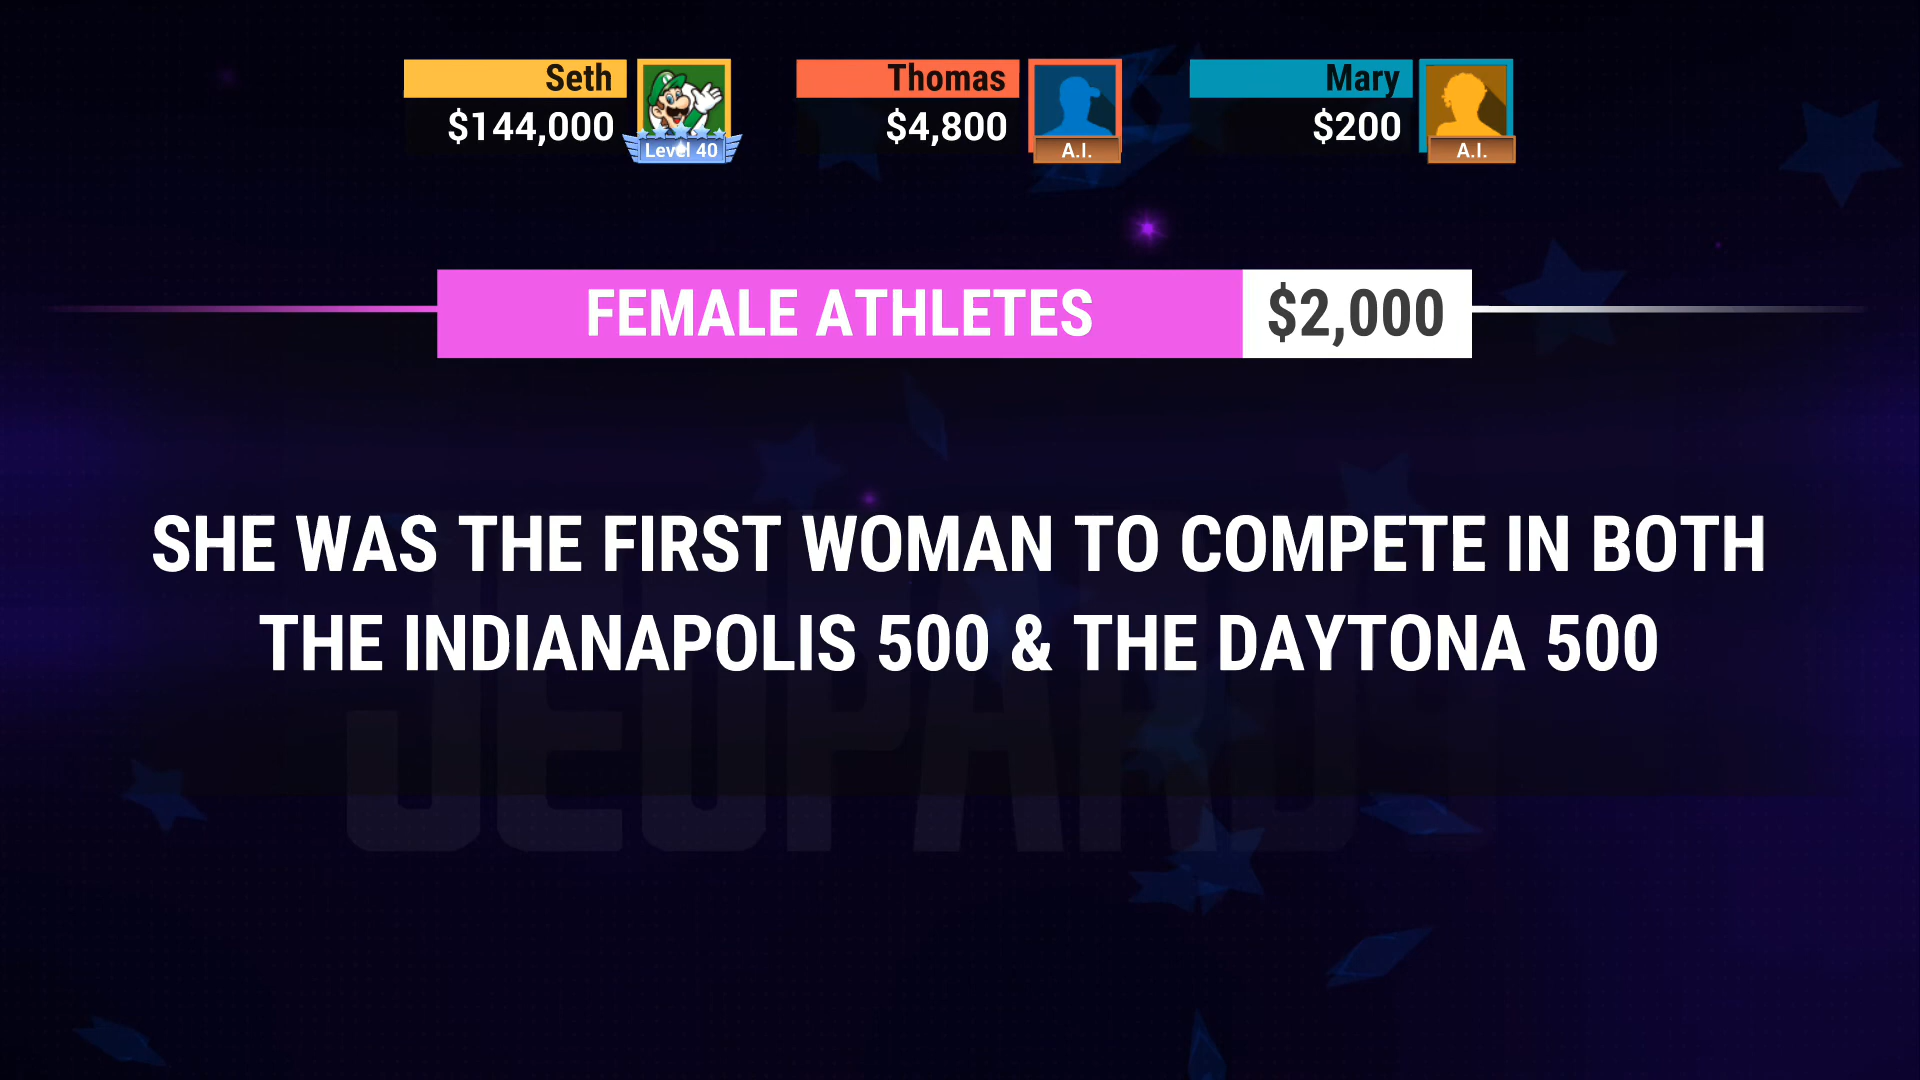 Seth
$144,000
Level 40
Thomas
$4,800
A.I.
Mary
$200
A.I.
FEMALE ATHLETES
$2,000
SHE WAS THE FIRST WOMAN TO COMPETE IN BOTH
THE INDIANAPOLIS 500 & THE DAYTONA 500
JEOPARDY